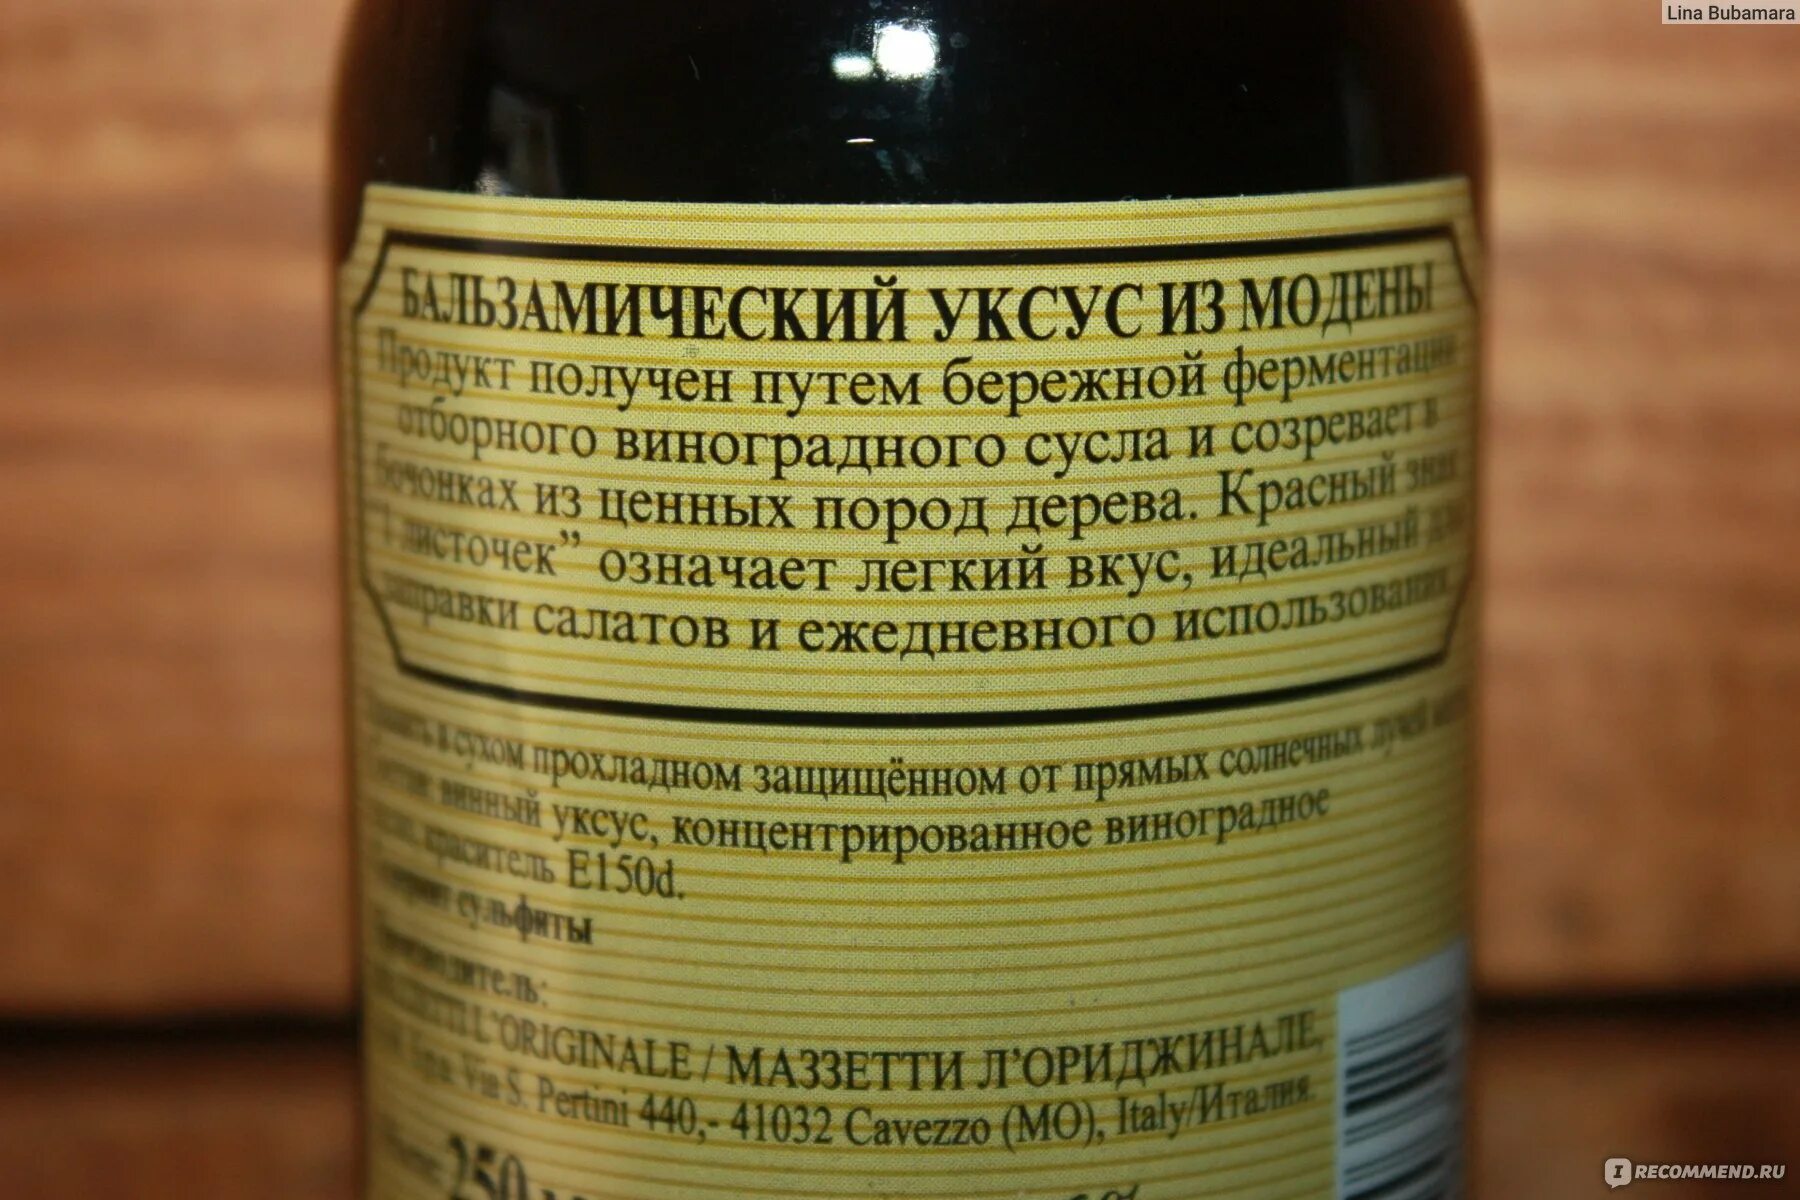 Lina Bubamara
БАЛЬЗАМИЧЕСКИЙ УКСУС ИЗ МОДЕНЫ
Продукт получен путем бережной ферментации
отборного виноградного сусла и созревает в
бочонках из ценных пород дерева. Красный знак
"1 листочек” означает легкий вкус, идеальный для
заправки салатов и ежедневного использования
в сухом прохладном защищённом от прямых солнечных лучей
винный уксус, концентрированное виноградное
краситель E150d.
сульфиты
Производитель:
L'ORIGINALE / МАЗЗЕТТИ Л’ОРИДЖИНАЛЕ,
Via S. Pertini 440,- 41032 Cavezzo (MO), Italy/Италия.
250
RECOMMEND.RU